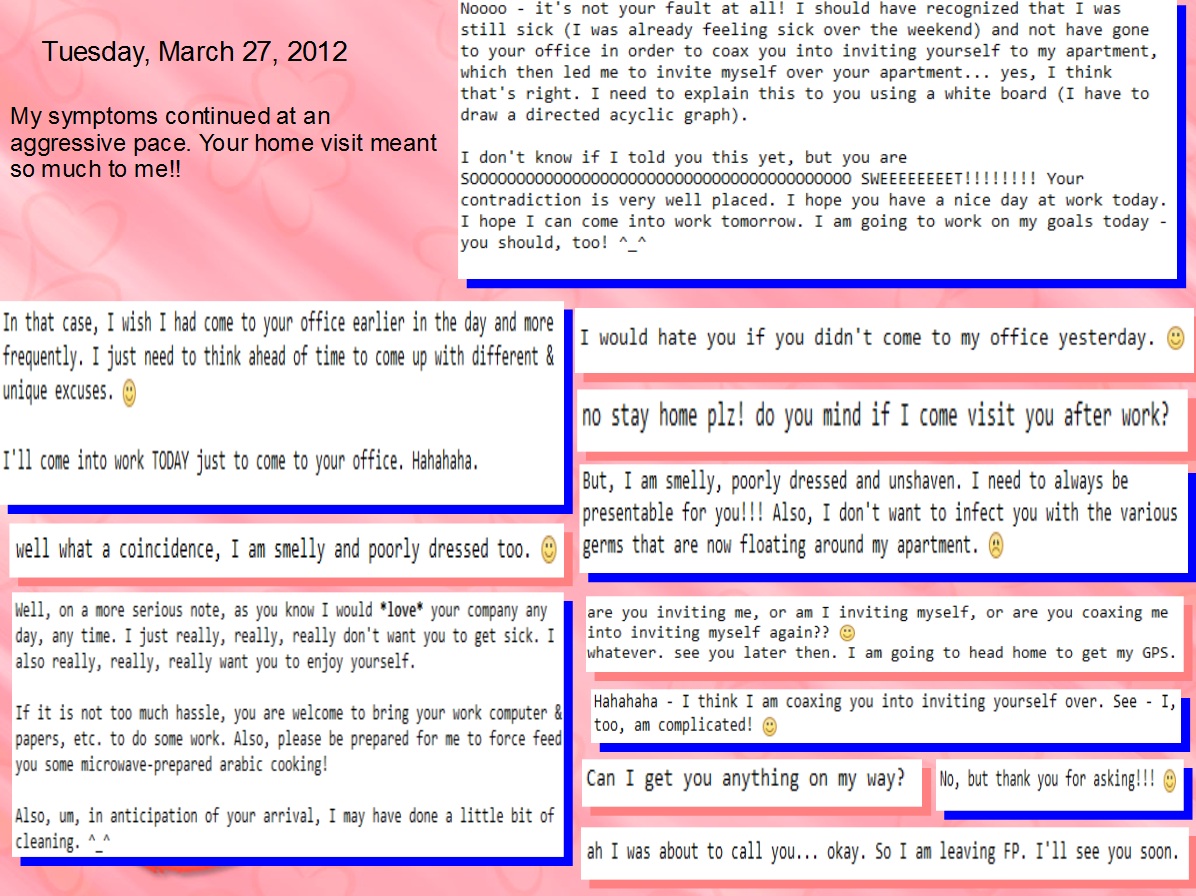 Tuesday, March 27, 2012
My symptoms continued at an
aggressive pace. Your home visit meant
so much to me!!
Noooo - it's not your fault at all! I should have recognized that I was
still sick (I was already feeling sick over the weekend) and not have gone
to your office in order to coax you into inviting yourself to my apartment,
which then led me to invite myself over your apartment... yes, I think
that's right. I need to explain this to you using a white board (I have to
draw a directed acyclic graph).
I don't know if I told you this yet, but you are
SOOOOOOOOOOOOOOOOOOOOOOOOOOOOOOOOOOOOOOOOO SWEEEEEEEET!!!!!!!! Your
contradiction is very well placed. I hope you have a nice day at work today.
I hope I can come into work tomorrow. I am going to work on my goals today -
you should, too! ^_^
I would hate you if you didn't come to my office yesterday.
In that case, I wish I had come to your office earlier in the day and more
frequently. I just need to think ahead of time to come up with different &
unique excuses.
I'll come into work TODAY just to come to your office. Hahahaha.
no stay home plz! do you mind if I come visit you after work?
But, I am smelly, poorly dressed and unshaven. I need to always be
presentable for you!!! Also, I don't want to infect you with the various
germs that are now floating around my apartment.
well what a coincidence, I am smelly and poorly dressed too.
Well, on a more serious note, as you know I would *love* your company any
day, any time. I just really, really, really don't want you to get sick. I
also really, really, really want you to enjoy yourself.
If it is not too much hassle, you are welcome to bring your work computer &
papers, etc. to do some work. Also, please be prepared for me to force feed
you some microwave-prepared arabic cooking!
Also, um, in anticipation of your arrival, I may have done a little bit of
cleaning. ^_^
are you inviting me, or am I inviting myself, or are you coaxing me
into inviting myself again??
whatever. see you later then. I am going to head home to get my GPS.
Hahahaha - I think I am coaxing you into inviting yourself over. See - I,
too, am complicated!
Can I get you anything on my way?
No, but thank you for asking!!!
ah I was about to call you... okay. So I am leaving FP. I'll see you soon.